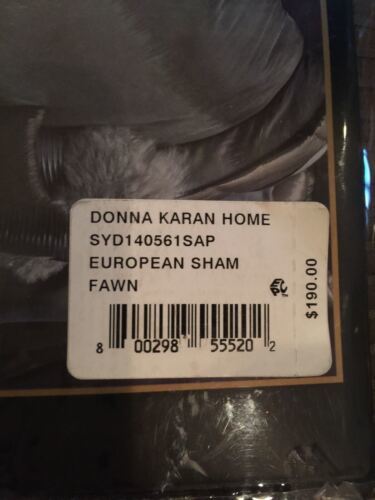 DONNA KARAN HOME
SYD140561SAP
EUROPEAN SHAM
FAWN
$190.00
8 00298 55520 2